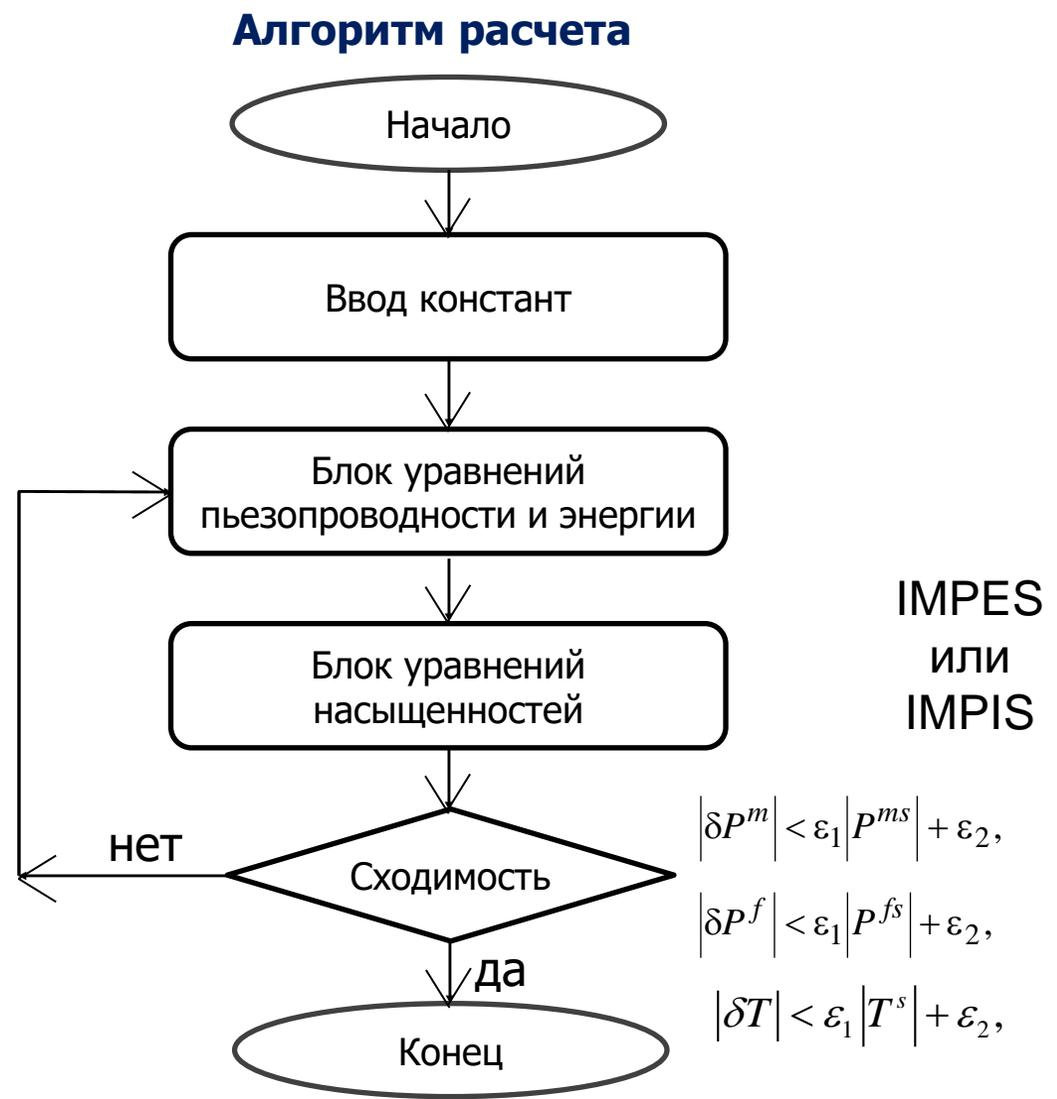 Алгоритм расчета
Начало
Ввод констант
Блок уравнений
пьезопроводности и энергии
Блок уравнений
насыщенностей
IMPES
или
IMPIS
нет
Сходимость
да
Конец
|δP^m| < ε₁|P^{ms}| + ε₂,
|δP^f| < ε₁|P^{fs}| + ε₂,
|δT| < ε₁|T^s| + ε₂,